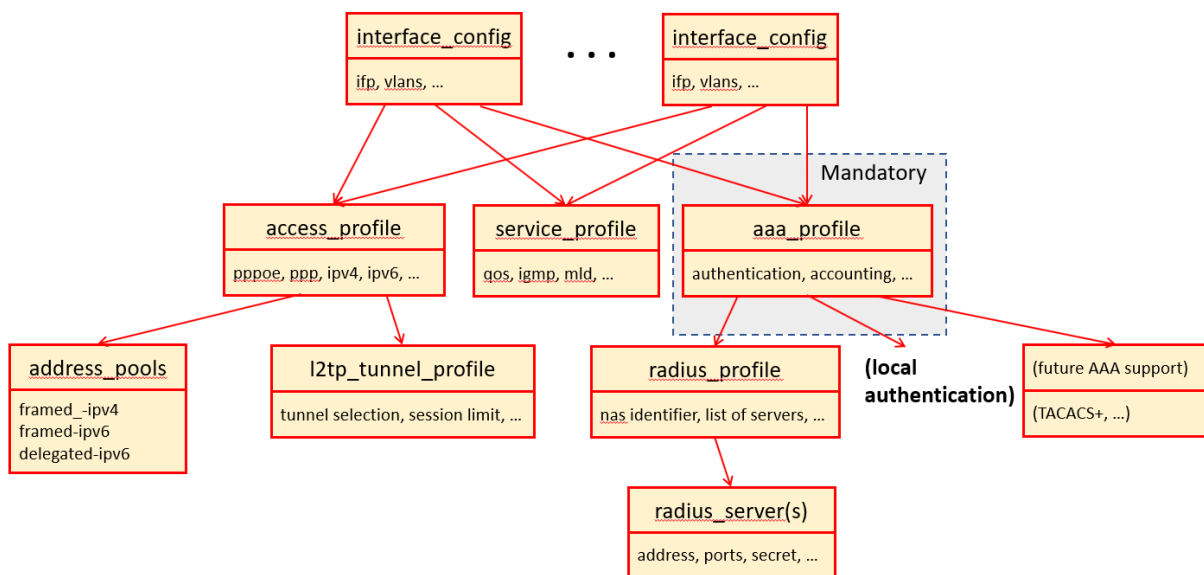 interface_config
. . .
interface_config
ifp, vlans, ...
ifp, vlans, ...
Mandatory
access_profile
service_profile
aaa_profile
pppoe, ppp, ipv4, ipv6, ...
qos, igmp, mld, ...
authentication, accounting, ...
address_pools
framed_-ipv4
framed-ipv6
delegated-ipv6
l2tp_tunnel_profile
tunnel selection, session limit, ...
radius_profile
nas identifier, list of servers, ...
(local
authentication)
(future AAA support)
(TACACS+, ...)
radius_server(s)
address, ports, secret, ...